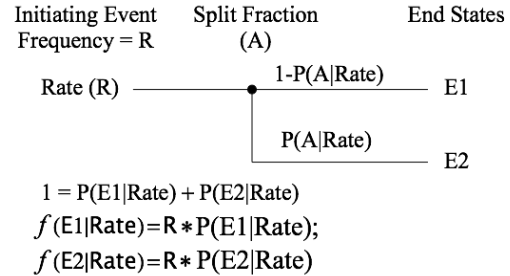 Initiating Event Split Fraction End States
Frequency = R (A)
1-P(A|Rate)
Rate (R) E1
P(A|Rate)
E2
1 = P(E1|Rate) + P(E2|Rate)
f (E1|Rate)=R*P(E1|Rate);
f (E2|Rate)=R* P(E2|Rate)